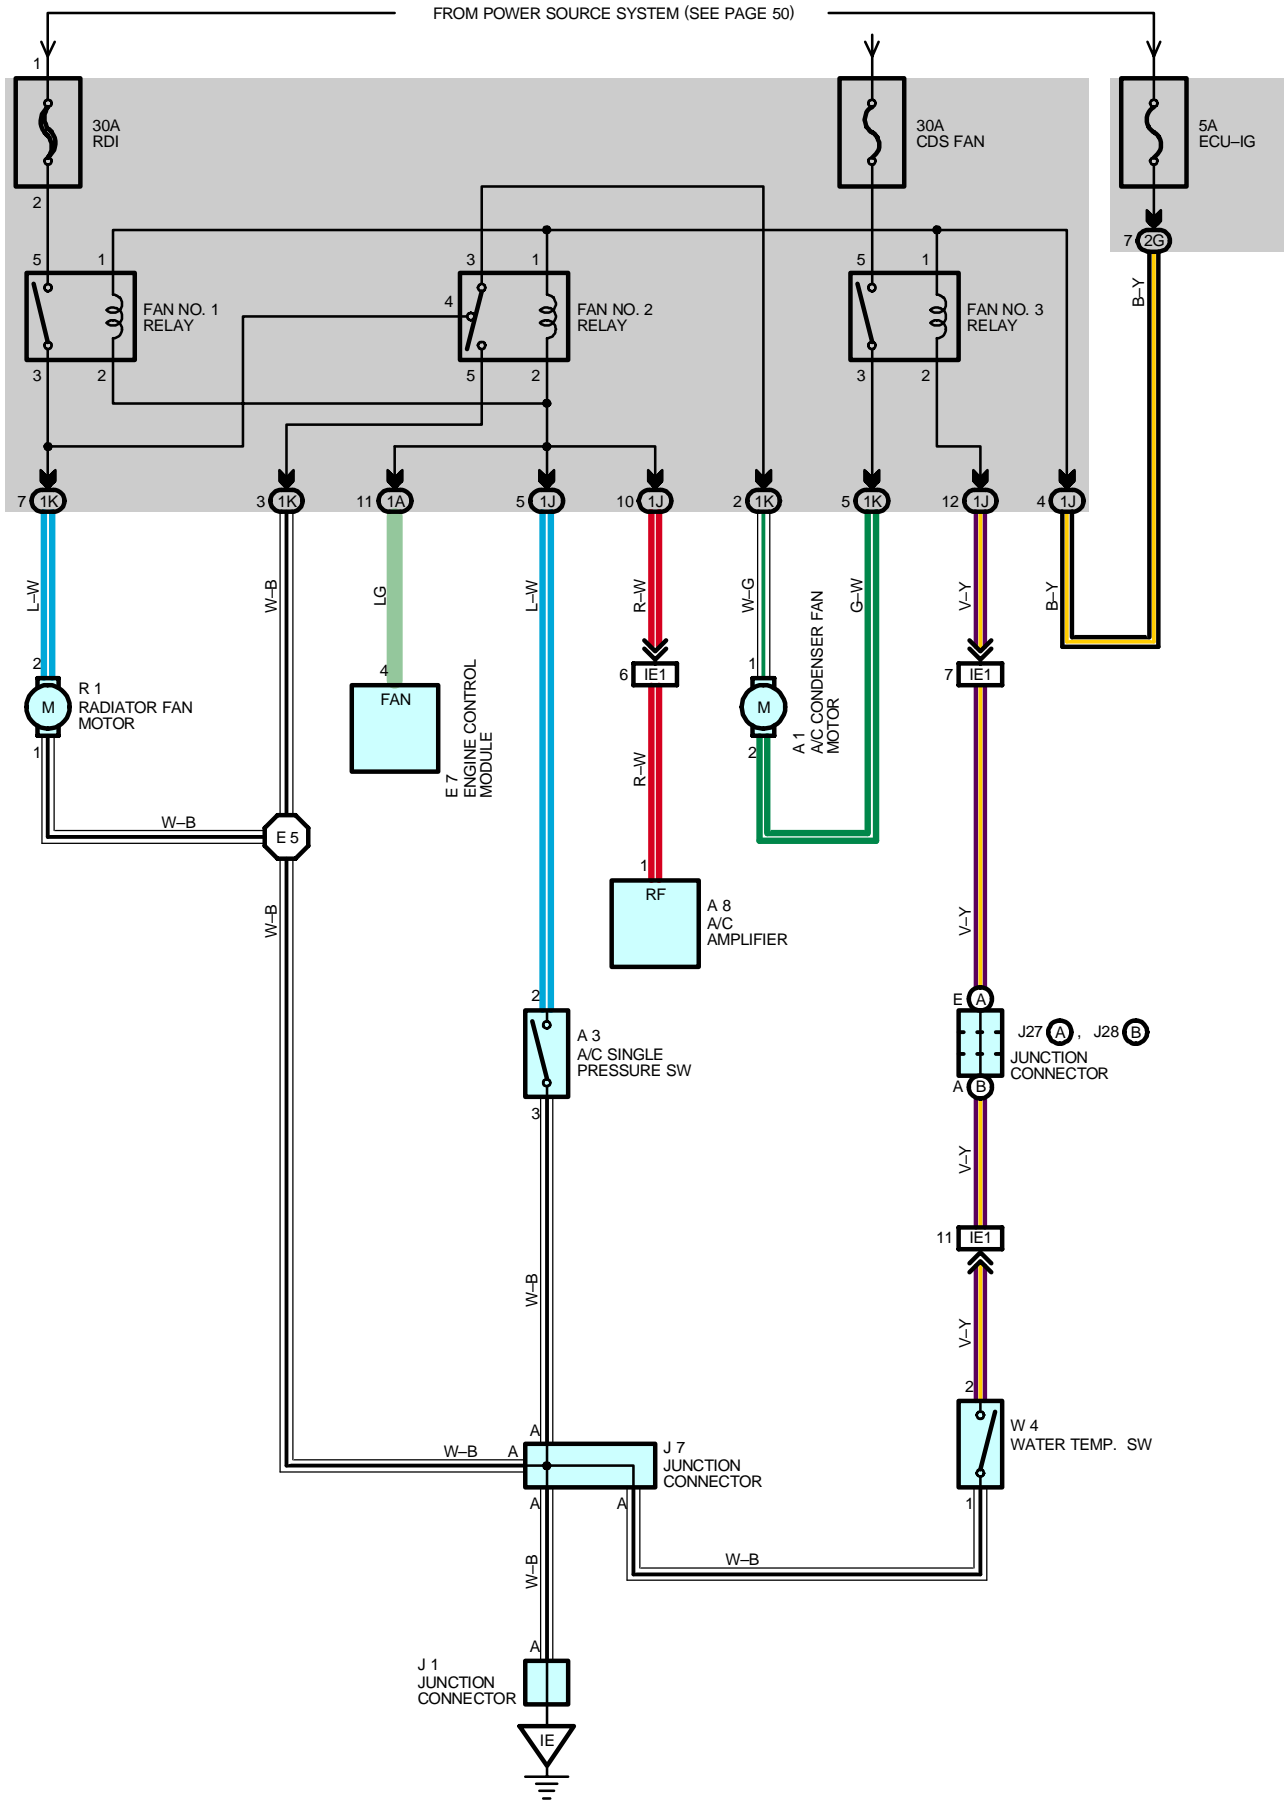 FROM POWER SOURCE SYSTEM (SEE PAGE 50)
1
30A
RDI
30A
CDS FAN
5A
ECU–IG
2
7 2G
5 1
3 1
5 1
B–Y
4
FAN NO. 1
RELAY
FAN NO. 2
RELAY
FAN NO. 3
RELAY
3 2
5 2
3 2
7 1K
3 1K
11 1A
5 1J
10 1J
2 1K
5 1K
12 1J
4 1J
L–W
W–B
LG
L–W
R–W
W–G
G–W
V–Y
B–Y
2
M
1
R 1
RADIATOR FAN
MOTOR
4
FAN
E 7
ENGINE CONTROL
MODULE
6 IE1
1
M
2
A 1
A/C CONDENSER FAN
MOTOR
7 IE1
R–W
W–B
E 5
W–B
1
RF
A 8
A/C
AMPLIFIER
V–Y
2
A 3
A/C SINGLE
PRESSURE SW
3
E A
J27 A , J28 B
JUNCTION
CONNECTOR
A B
V–Y
11 IE1
W–B
V–Y
2
W 4
WATER TEMP. SW
1
A
W–B A
J 7
JUNCTION
CONNECTOR
A A
W–B
W–B
A
J 1
JUNCTION
CONNECTOR
IE